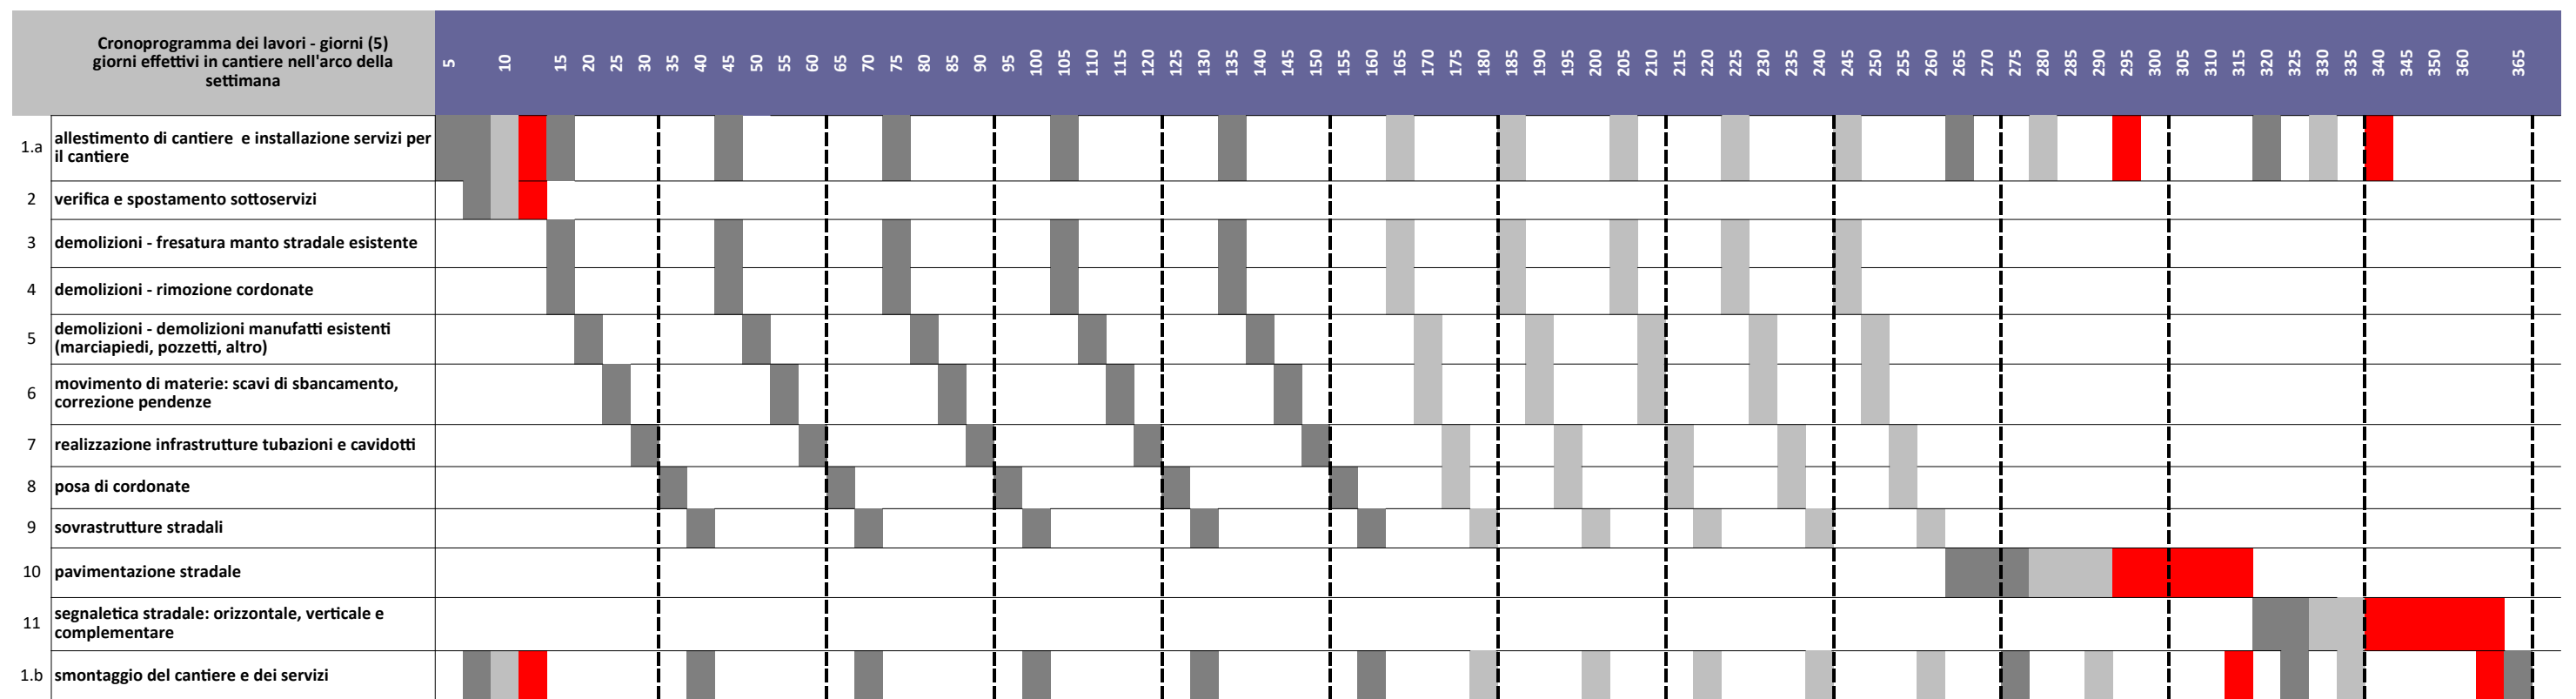 Cronoprogramma dei lavori - giorni (5)
giorni effettivi in cantiere nell'arco della
settimana
5 10 15 20 25 30 35 40 45 50 55 60 65 70 75 80 85 90 95 100 105 110 115 120 125 130 135 140 145 150 155 160 165 170 175 180 185 190 195 200 205 210 215 220 225 230 235 240 245 250 255 260 265 270 275 280 285 290 295 300 305 310 315 320 325 330 335 340 345 350 360 365
1.a allestimento di cantiere e installazione servizi per
il cantiere
2 verifica e spostamento sottoservizi
3 demolizioni - fresatura manto stradale esistente
4 demolizioni - rimozione cordonate
5 demolizioni - demolizioni manufatti esistenti
(marciapiedi, pozzetti, altro)
6 movimento di materie: scavi di sbancamento,
correzione pendenze
7 realizzazione infrastrutture tubazioni e cavidotti
8 posa di cordonate
9 sovrastrutture stradali
10 pavimentazione stradale
11 segnaletica stradale: orizzontale, verticale e
complementare
1.b smontaggio del cantiere e dei servizi